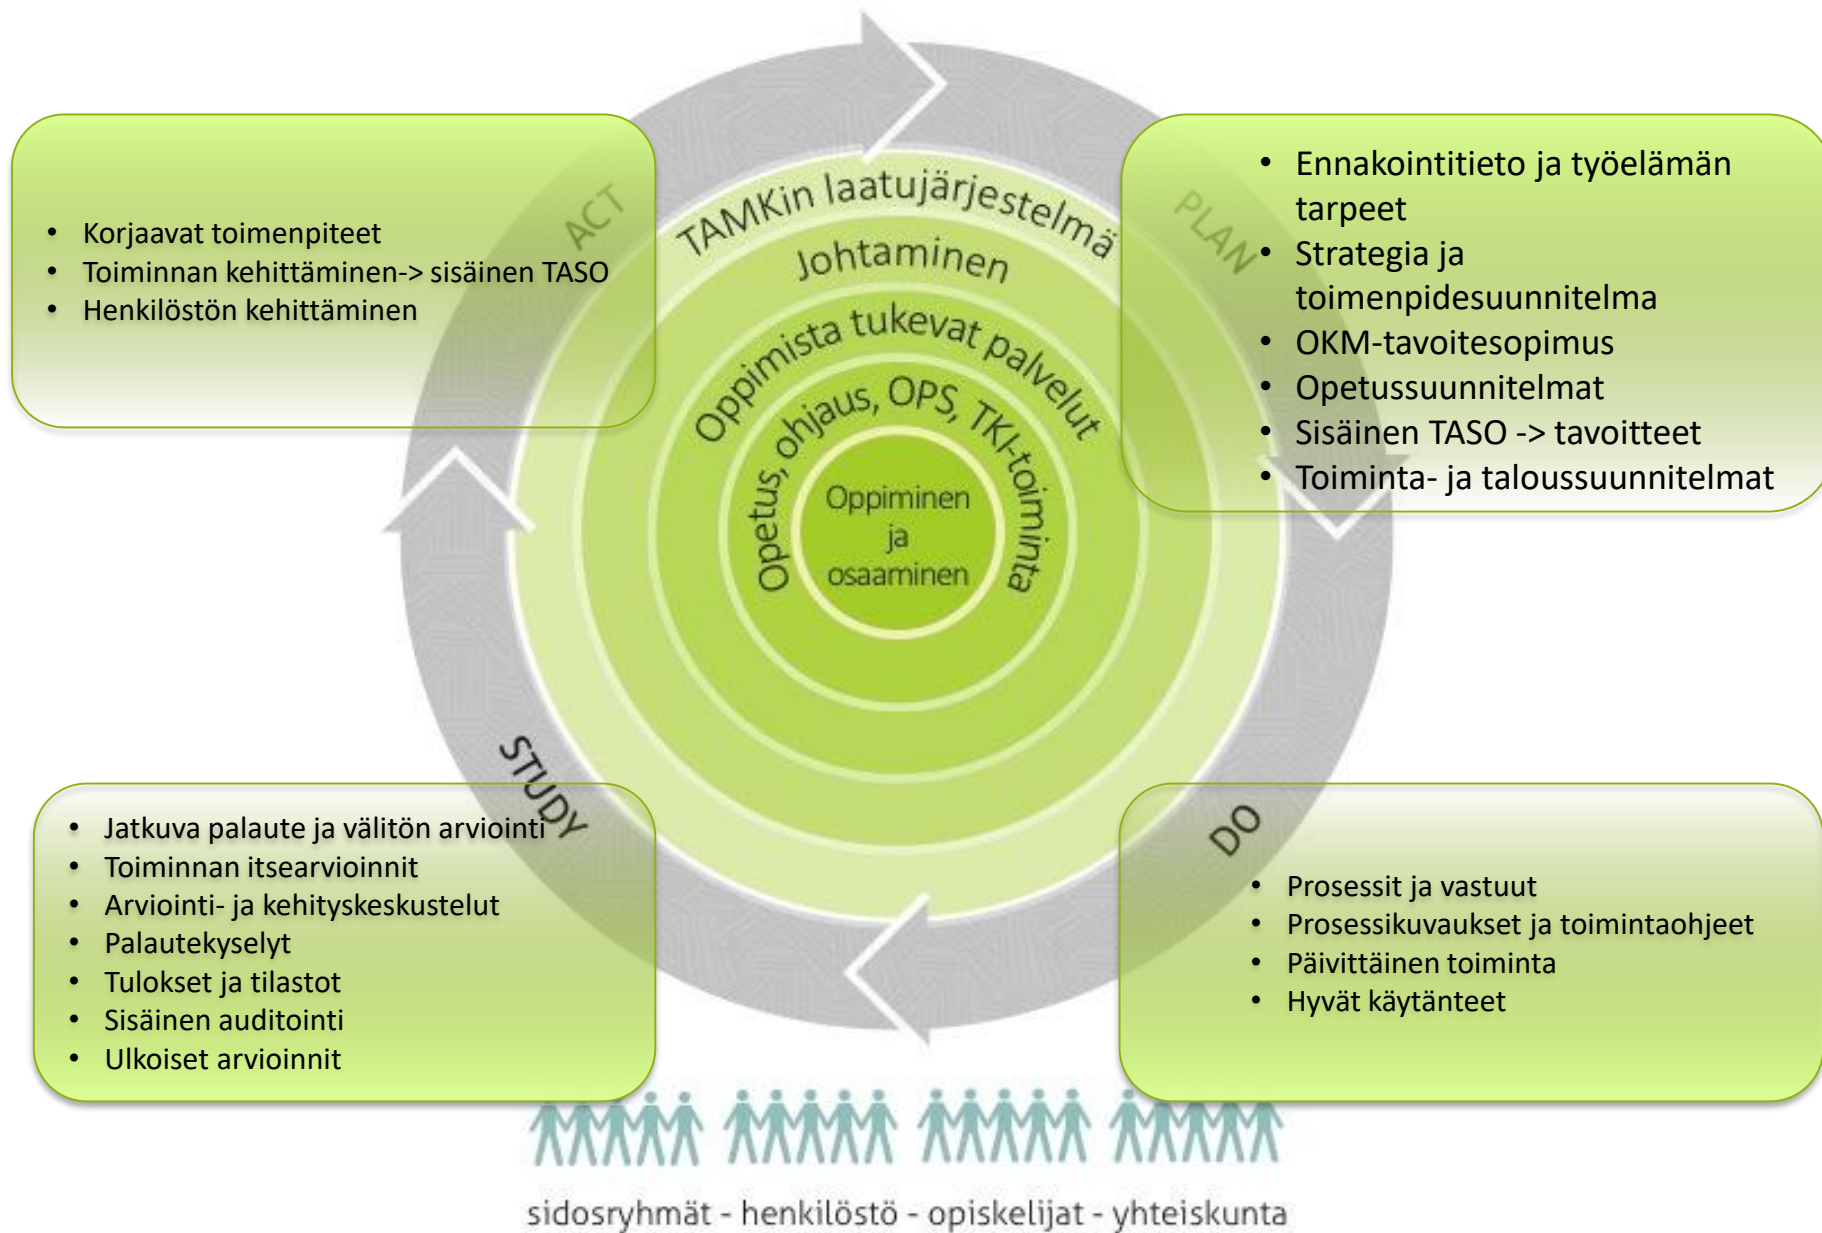 ACT
• Korjaavat toimenpiteet
• Toiminnan kehittäminen-> sisäinen TASO
• Henkilöstön kehittäminen
PLAN
• Ennakointitieto ja työelämän
tarpeet
• Strategia ja
toimenpidesuunnitelma
• OKM-tavoitesopimus
• Opetussuunnitelmat
• Sisäinen TASO -> tavoitteet
• Toiminta- ja taloussuunnitelmat
TAMKin laatujärjestelmä
Johtaminen
Oppimista tukevat palvelut
Opetus, ohjaus, OPS, TKI-toiminta
Oppiminen
ja
osaaminen
STUDY
• Jatkuva palaute ja välitön arviointi
• Toiminnan itsearvioinnit
• Arviointi- ja kehityskeskustelut
• Palautekyselyt
• Tulokset ja tilastot
• Sisäinen auditointi
• Ulkoiset arvioinnit
DO
• Prosessit ja vastuut
• Prosessikuvaukset ja toimintaohjeet
• Päivittäinen toiminta
• Hyvät käytänteet
sidosryhmät - henkilöstö - opiskelijat - yhteiskunta